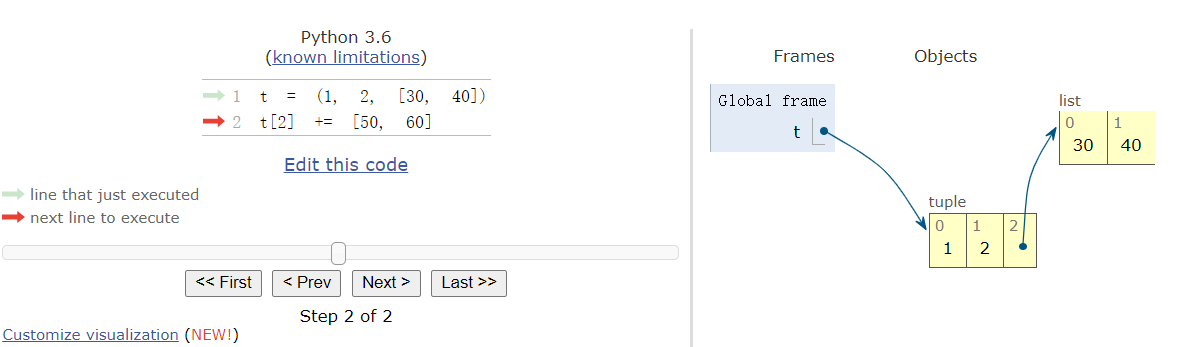 Python 3.6
(known limitations)
1 t = (1, 2, [30, 40])
2 t[2] += [50, 60]
Edit this code
line that just executed
next line to execute
<< First < Prev Next > Last >>
Step 2 of 2
Customize visualization (NEW!)
Frames Objects
Global frame
t
list
0 1
30 40
tuple
0 1 2
1 2